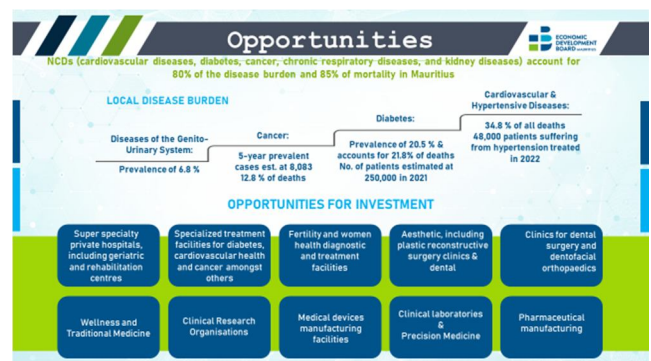 Opportunities
ECONOMIC
DEVELOPMENT
BOARD
NCDs (cardiovascular diseases, diabetes, cancer, chronic respiratory diseases, and kidney diseases) account for
80% of the disease burden and 85% of mortality in Mauritius
LOCAL DISEASE BURDEN
Diseases of the Genito-
Urinary System:
Prevalence of 6.8 %
Cancer:
5-year prevalent
cases est. at 8,083
12.8 % of deaths
Diabetes:
Prevalence of 20.5 % &
accounts for 21.8% of deaths
No. of patients estimated at
250,000 in 2021
Cardiovascular &
Hypertensive Diseases:
34.8 % of all deaths
48,000 patients suffering
from hypertension treated
in 2022
OPPORTUNITIES FOR INVESTMENT
Super specialty
private hospitals,
including geriatric
and rehabilitation
centres
Specialized treatment
facilities for diabetes,
cardiovascular health
and cancer amongst
others
Fertility and women
health diagnostic
and treatment
facilities
Aesthetic, including
plastic reconstructive
surgery clinics &
dental
Clinics for dental
surgery and
dentofacial
orthopaedics
Wellness and
Traditional Medicine
Clinical Research
Organisations
Medical devices
manufacturing
facilities
Clinical laboratories
&
Precision Medicine
Pharmaceutical
manufacturing